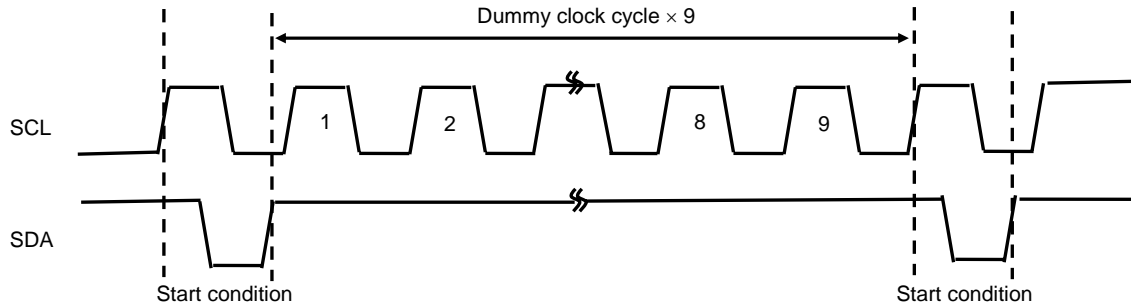 Dummy clock cycle × 9
SCL
1
2
8
9
SDA
Start condition
Start condition